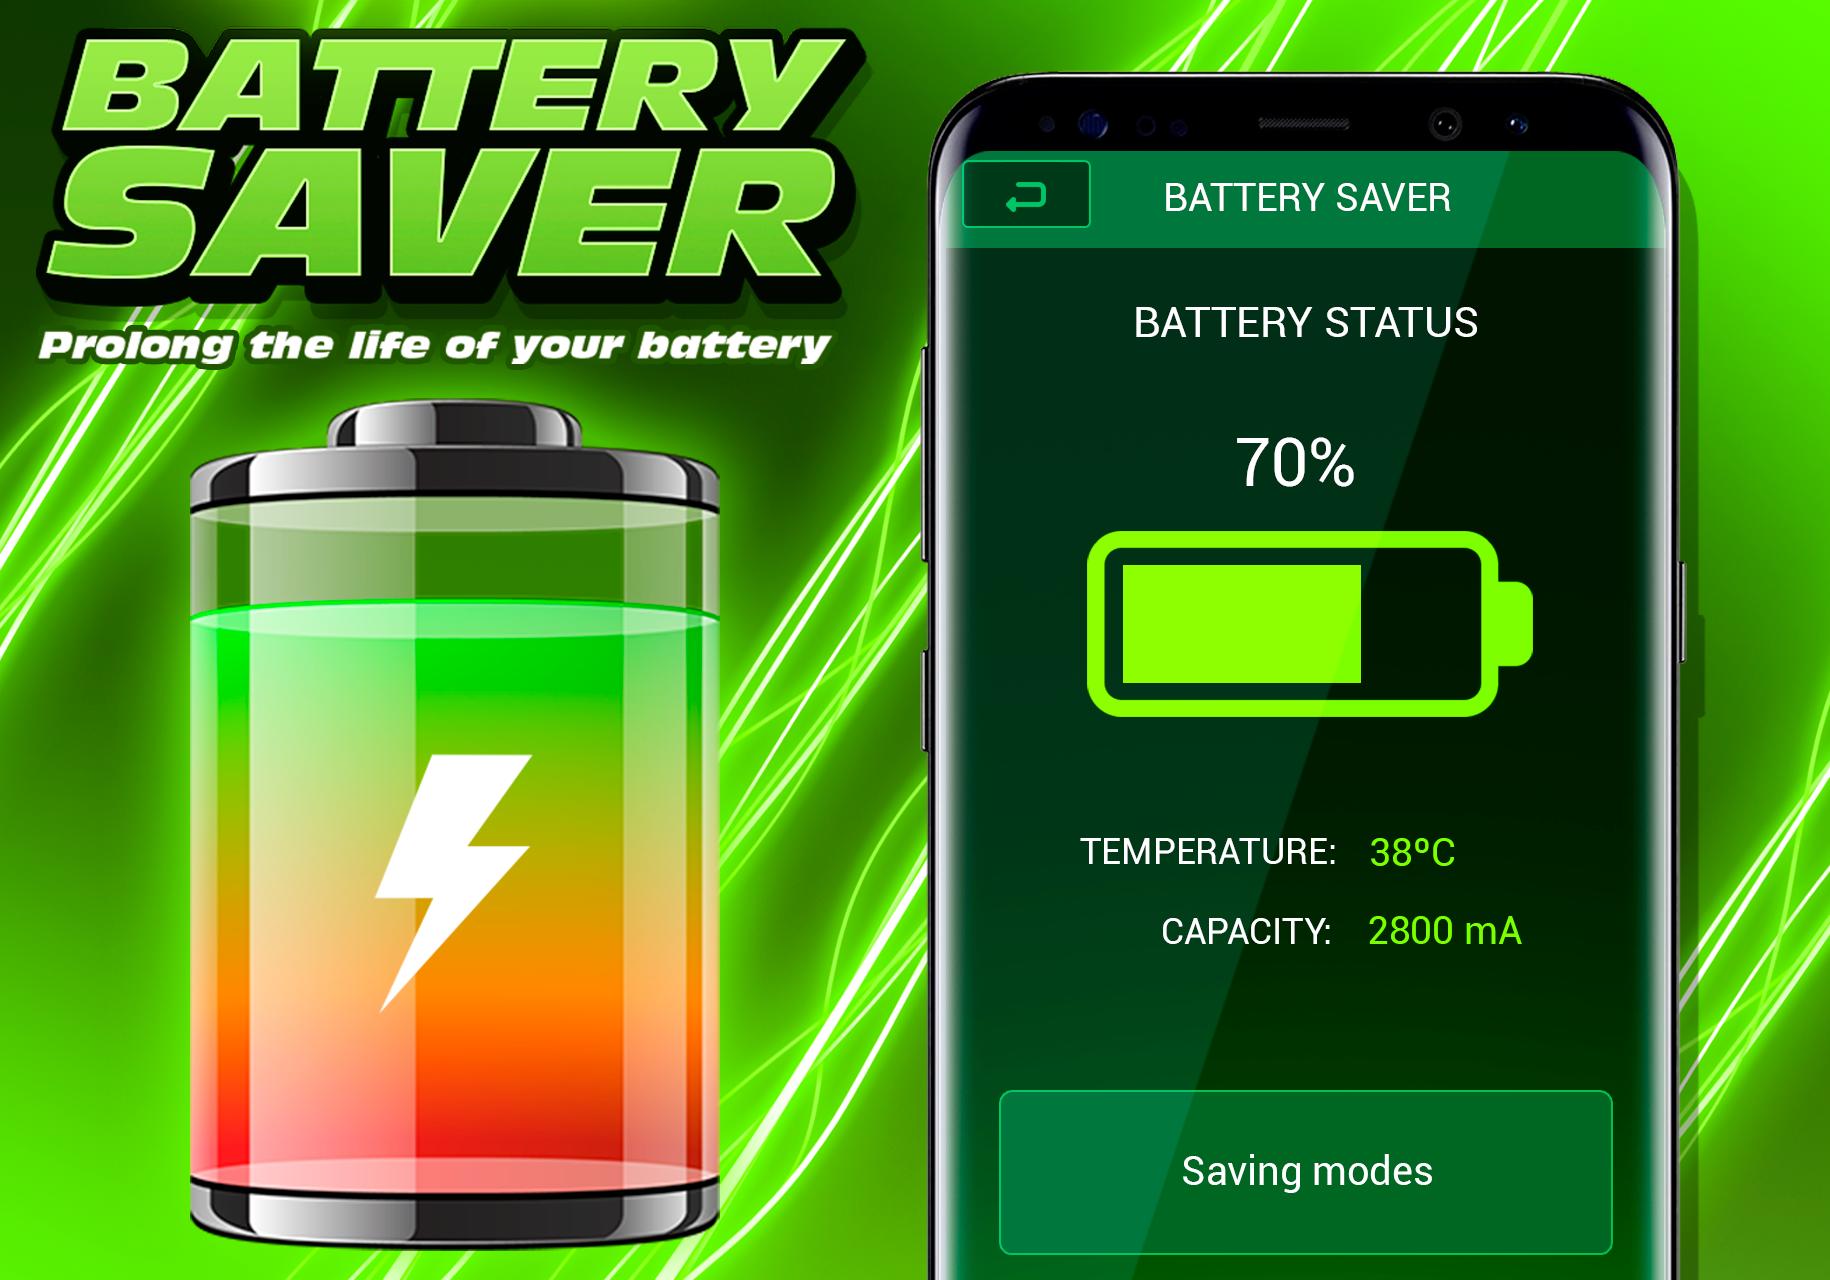 BATTERY
SAVER
Prolong the life of your battery
BATTERY SAVER
BATTERY STATUS
70%
TEMPERATURE: 38ºC
CAPACITY: 2800 mA
Saving modes